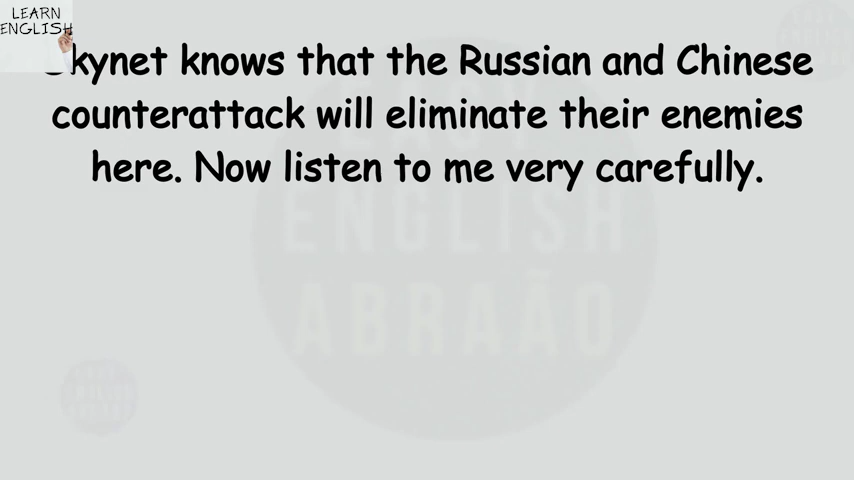 LEARN
ENGLISH
kynet knows that the Russian and Chinese
counterattack will eliminate their enemies
here. Now listen to me very carefully.
EASY
ENGLISH
ABRAÃO